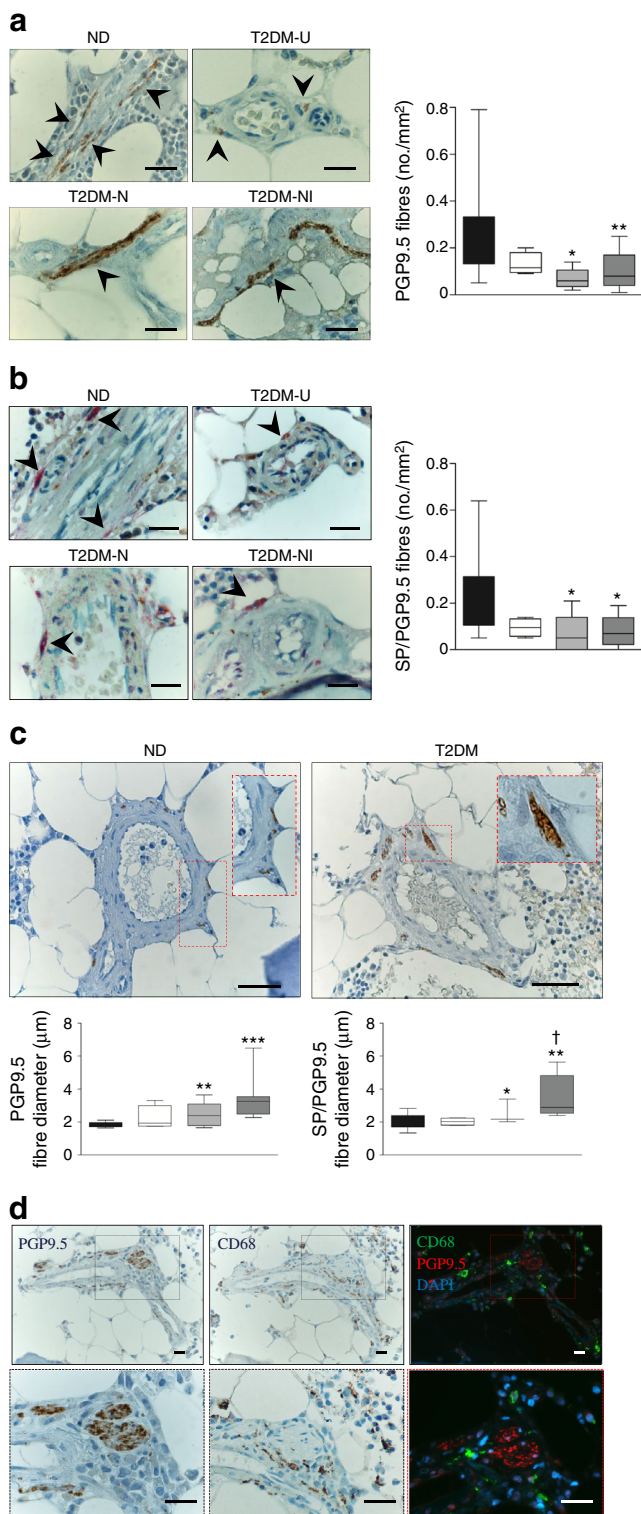 a
ND
T2DM-U
T2DM-N
T2DM-NI
PGP9.5 fibres (no./mm²)
0.8
0.6
0.4
0.2
0
*
**
b
ND
T2DM-U
T2DM-N
T2DM-NI
SP/PGP9.5 fibres (no./mm²)
0.8
0.6
0.4
0.2
0
*
*
c
ND
T2DM
PGP9.5
fibre diameter (μm)
8
6
4
2
0
**
***
SP/PGP9.5
fibre diameter (μm)
8
6
4
2
0
*
†
**
d
PGP9.5
CD68
CD68
PGP9.5
DAPI